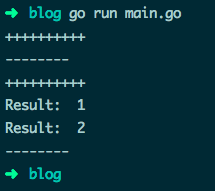 ➜ blog go run main.go
++++++++++
--------
++++++++++
Result:  1
Result:  2
--------
➜ blog